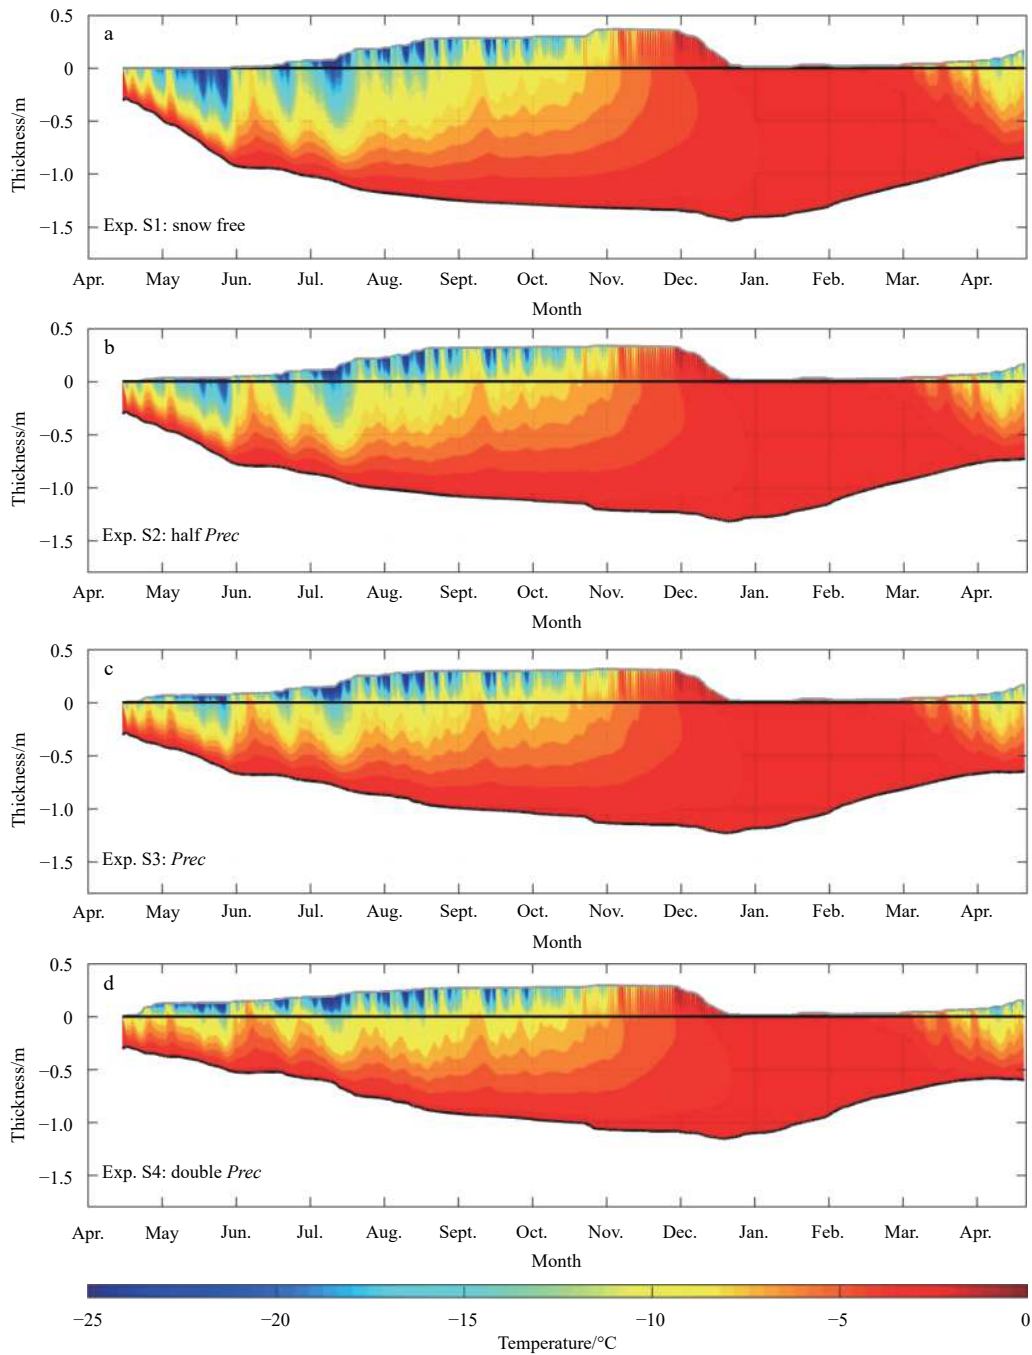 a
0.5
0
−0.5
−1.0
−1.5
Thickness/m
Exp. S1: snow free
Apr. May Jun. Jul. Aug. Sept. Oct. Nov. Dec. Jan. Feb. Mar. Apr.
Month
b
0.5
0
−0.5
−1.0
−1.5
Thickness/m
Exp. S2: half Prec
Apr. May Jun. Jul. Aug. Sept. Oct. Nov. Dec. Jan. Feb. Mar. Apr.
Month
c
0.5
0
−0.5
−1.0
−1.5
Thickness/m
Exp. S3: Prec
Apr. May Jun. Jul. Aug. Sept. Oct. Nov. Dec. Jan. Feb. Mar. Apr.
Month
d
0.5
0
−0.5
−1.0
−1.5
Thickness/m
Exp. S4: double Prec
Apr. May Jun. Jul. Aug. Sept. Oct. Nov. Dec. Jan. Feb. Mar. Apr.
Month
−25 −20 −15 −10 −5 0
Temperature/°C